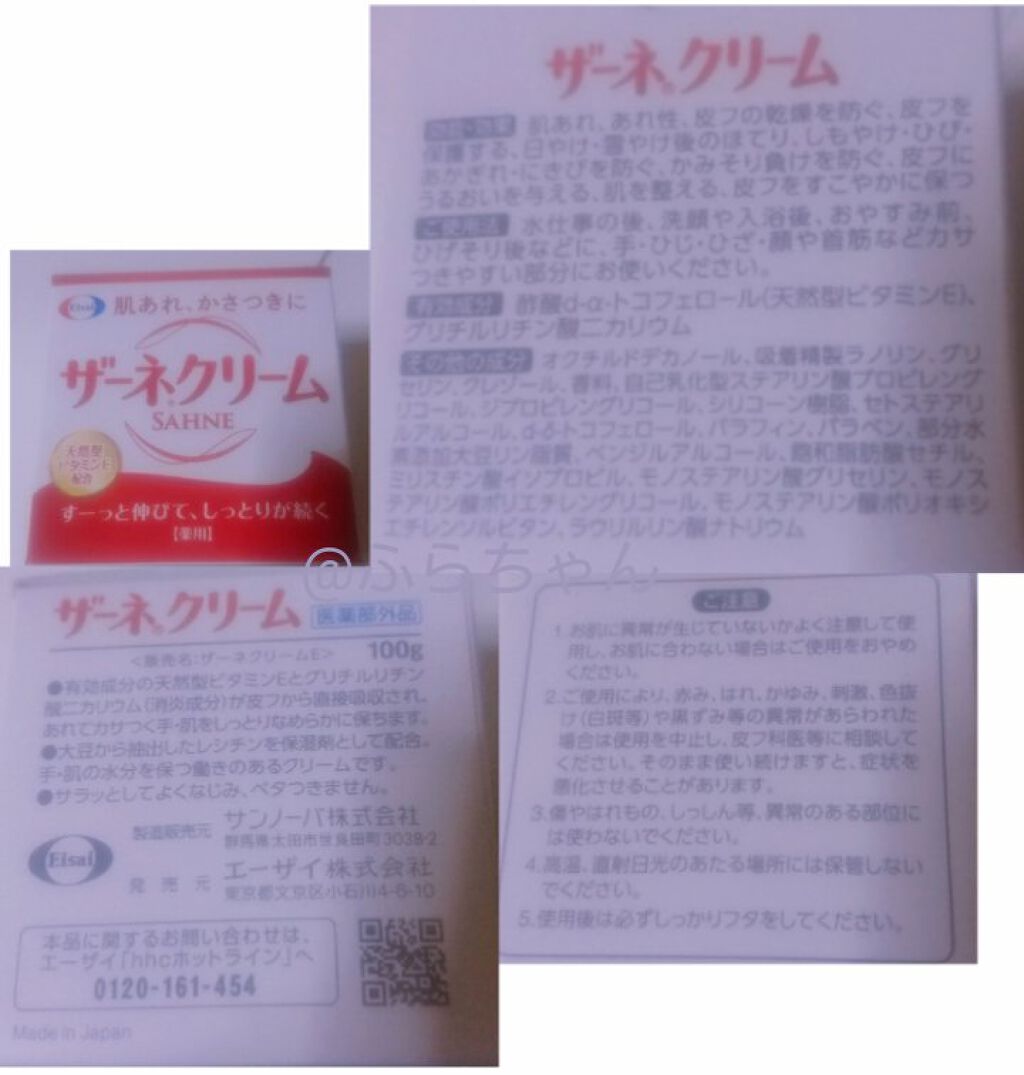 Eisai 肌あれ、かさつきに
ザーネ®クリーム
SAHNE
天然型
ビタミンE
配合
すーっと伸びて、しっとりが続く
【薬用】
ザーネ®クリーム
効能・効果 肌あれ、あれ性、皮フの乾燥を防ぐ、皮フを
保護する、日やけ・雪やけ後のほてり、しもやけ・ひび・
あかぎれ・にきびを防ぐ、かみそり負けを防ぐ、皮フに
うるおいを与える、肌を整える、皮フをすこやかに保つ
ご使用法 水仕事の後、洗顔や入浴後、おやすみ前、
ひげそり後などに、手・ひじ・ひざ・顔や首筋などカサ
つきやすい部分にお使いください。
有効成分 酢酸d-α-トコフェロール(天然型ビタミンE)、
グリチルリチン酸二カリウム
その他の成分 オクチルドデカノール、吸着精製ラノリン、グリ
セリン、クレゾール、香料、自己乳化型ステアリン酸プロピレング
リコール、ジプロピレングリコール、シリコーン樹脂、セトステアリ
ルアルコール、d-δ-トコフェロール、パラフィン、パラベン、部分水
素添加大豆リン脂質、ベンジルアルコール、飽和脂肪酸セチル、
ミリスチン酸イソプロピル、モノステアリン酸グリセリン、モノス
テアリン酸ポリエチレングリコール、モノステアリン酸ポリオキシ
エチレンソルビタン、ラウリルリン酸ナトリウム
@ふらちゃん
ザーネ®クリーム 医薬部外品
<販売名:ザーネクリームE> 100g
●有効成分の天然型ビタミンEとグリチルリチン
酸二カリウム(消炎成分)が皮フから直接吸収され、
あれてカサつく手・肌をしっとりなめらかに保ちます。
●大豆から抽出したレシチンを保湿剤として配合。
手・肌の水分を保つ働きのあるクリームです。
●サラッとしてよくなじみ、ベタつきません。
Eisai
製造販売元 サンノーバ株式会社
群馬県太田市世良田町3038-2
発売元 エーザイ株式会社
東京都文京区小石川4-6-10
本品に関するお問い合わせは、
エーザイ「hhcホットライン」へ
0120-161-454
Made in Japan
ご注意
1.お肌に異常が生じていないかよく注意して使
用し、お肌に合わない場合はご使用をおやめ
ください。
2.ご使用により、赤み、はれ、かゆみ、刺激、色抜
け(白斑等)や黒ずみ等の異常があらわれた
場合は使用を中止し、皮フ科医等に相談して
ください。そのまま使い続けますと、症状を
悪化させることがあります。
3.傷やはれもの、しっしん等、異常のある部位に
は使わないでください。
4.高温、直射日光のあたる場所には保管しない
でください。
5.使用後は必ずしっかりフタをしてください。